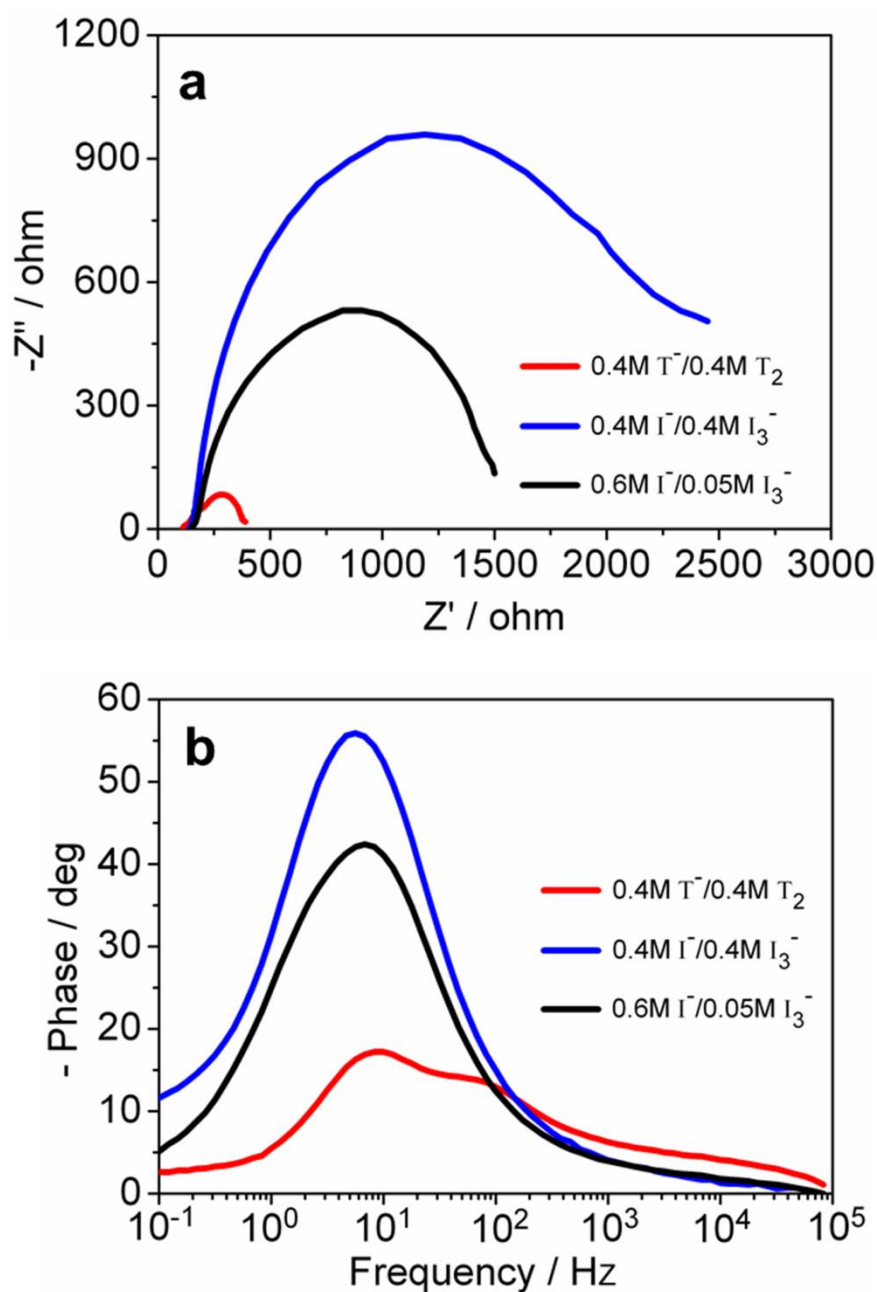 a
1200
900
600
300
0
-Z" / ohm
0 500 1000 1500 2000 2500 3000
Z' / ohm
0.4M T⁻/0.4M T₂
0.4M I⁻/0.4M I₃⁻
0.6M I⁻/0.05M I₃⁻
b
60
50
40
30
20
10
0
- Phase / deg
10⁻¹ 10⁰ 10¹ 10² 10³ 10⁴ 10⁵
Frequency / Hz
0.4M T⁻/0.4M T₂
0.4M I⁻/0.4M I₃⁻
0.6M I⁻/0.05M I₃⁻